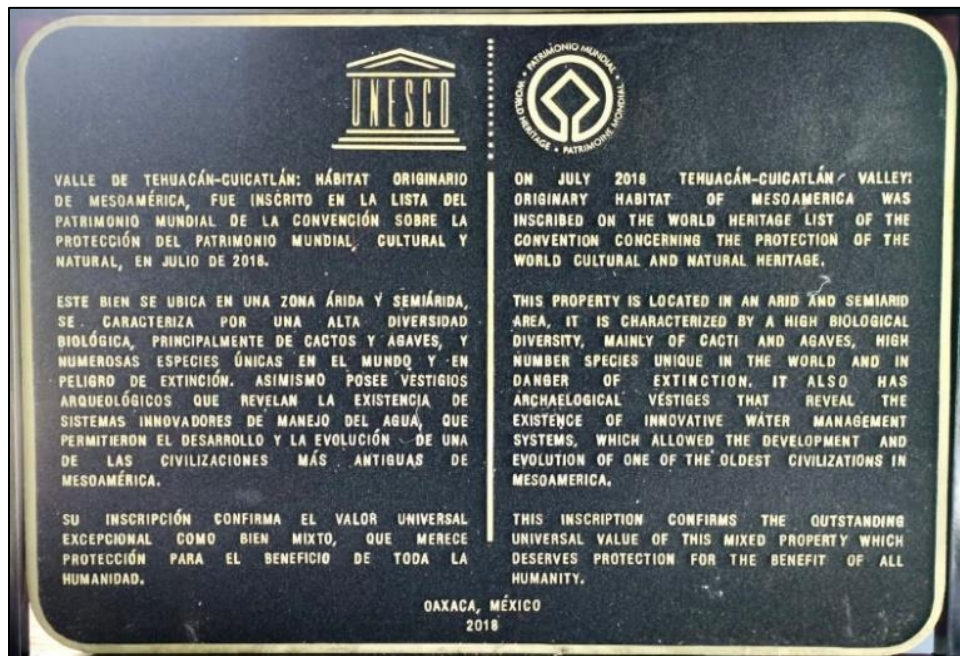 UNESCO
PATRIMONIO MUNDIAL • WORLD HERITAGE • PATRIMOINE MONDIAL •
VALLE DE TEHUACÁN-CUICATLÁN: HÁBITAT ORIGINARIO
DE MESOAMÉRICA, FUE INSCRITO EN LA LISTA DEL
PATRIMONIO MUNDIAL DE LA CONVENCIÓN SOBRE LA
PROTECCIÓN DEL PATRIMONIO MUNDIAL, CULTURAL Y
NATURAL, EN JULIO DE 2018.
ESTE BIEN SE UBICA EN UNA ZONA ÁRIDA Y SEMIÁRIDA,
SE CARACTERIZA POR UNA ALTA DIVERSIDAD
BIOLÓGICA, PRINCIPALMENTE DE CACTOS Y AGAVES, Y
NUMEROSAS ESPECIES ÚNICAS EN EL MUNDO Y EN
PELIGRO DE EXTINCIÓN. ASIMISMO POSEE VESTIGIOS
ARQUEOLÓGICOS QUE REVELAN LA EXISTENCIA DE
SISTEMAS INNOVADORES DE MANEJO DEL AGUA, QUE
PERMITIERON EL DESARROLLO Y LA EVOLUCIÓN DE UNA
DE LAS CIVILIZACIONES MÁS ANTIGUAS DE
MESOAMÉRICA.
SU INSCRIPCIÓN CONFIRMA EL VALOR UNIVERSAL
EXCEPCIONAL COMO BIEN MIXTO, QUE MERECE
PROTECCIÓN PARA EL BENEFICIO DE TODA LA
HUMANIDAD.
ON JULY 2018 TEHUACÁN-CUICATLÁN VALLEY:
ORIGINARY HABITAT OF MESOAMERICA WAS
INSCRIBED ON THE WORLD HERITAGE LIST OF THE
CONVENTION CONCERNING THE PROTECTION OF THE
WORLD CULTURAL AND NATURAL HERITAGE.
THIS PROPERTY IS LOCATED IN AN ARID AND SEMIARID
AREA, IT IS CHARACTERIZED BY A HIGH BIOLOGICAL
DIVERSITY, MAINLY OF CACTI AND AGAVES, HIGH
NUMBER SPECIES UNIQUE IN THE WORLD AND IN
DANGER OF EXTINCTION. IT ALSO HAS
ARCHAELOGICAL VESTIGES THAT REVEAL THE
EXISTENCE OF INNOVATIVE WATER MANAGEMENT
SYSTEMS, WHICH ALLOWED THE DEVELOPMENT AND
EVOLUTION OF ONE OF THE OLDEST CIVILIZATIONS IN
MESOAMERICA.
THIS INSCRIPTION CONFIRMS THE OUTSTANDING
UNIVERSAL VALUE OF THIS MIXED PROPERTY WHICH
DESERVES PROTECTION FOR THE BENEFIT OF ALL
HUMANITY.
OAXACA, MÉXICO
2018